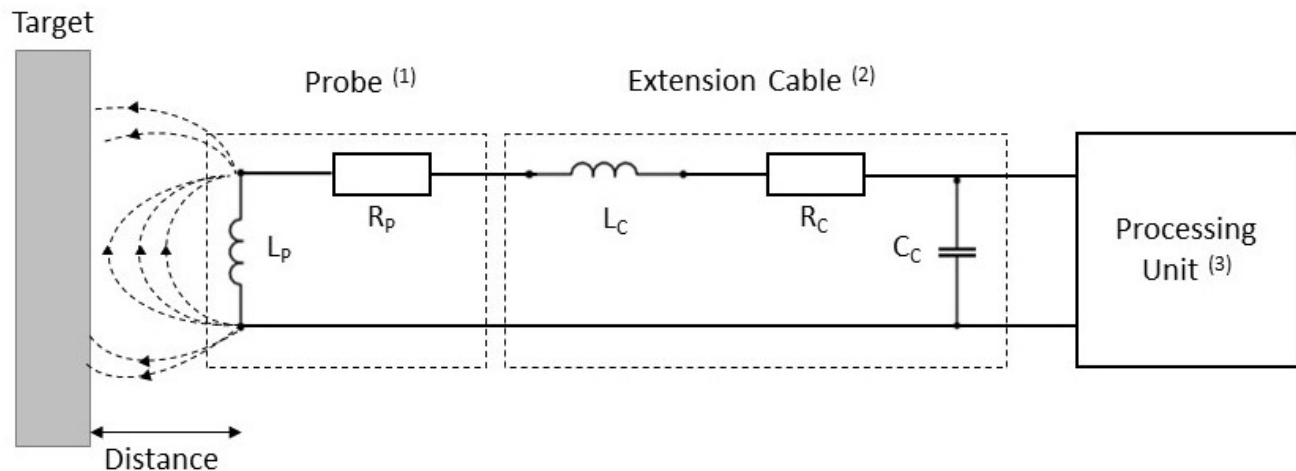 Target
Probe (1)
Extension Cable (2)
RP
LC
RC
LP
CC
Processing
Unit (3)
Distance